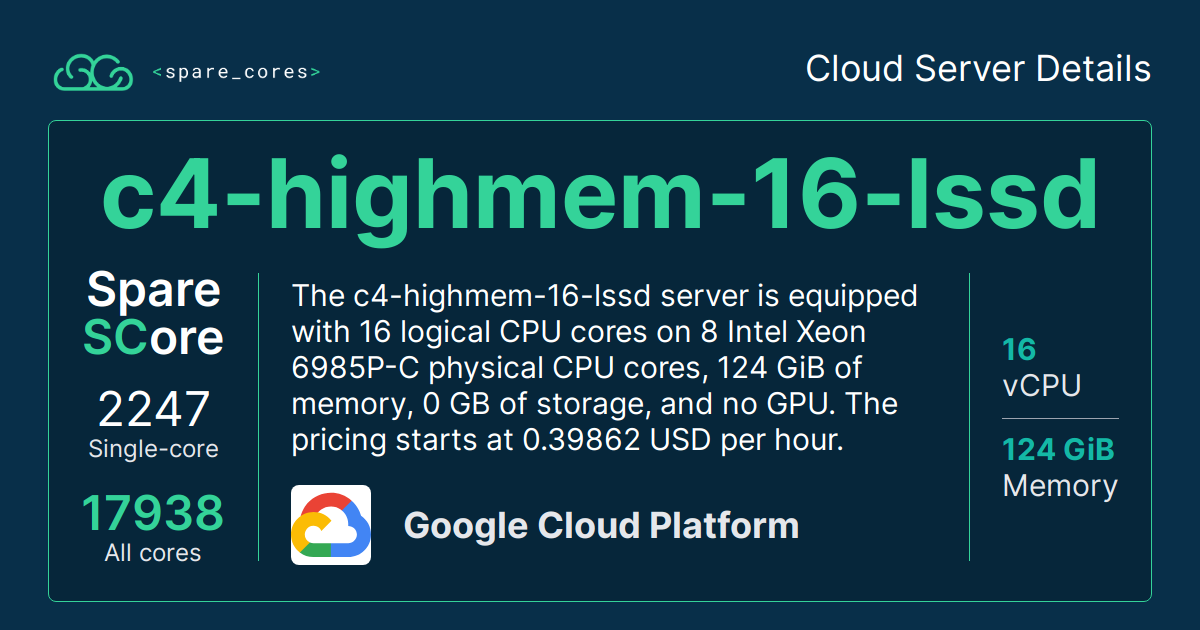 <spare_cores>
Cloud Server Details
c4-highmem-16-lssd
Spare
SCore
2247
Single-core
17938
All cores
The c4-highmem-16-lssd server is equipped
with 16 logical CPU cores on 8 Intel Xeon
6985P-C physical CPU cores, 124 GiB of
memory, 0 GB of storage, and no GPU. The
pricing starts at 0.39862 USD per hour.
Google Cloud Platform
16
vCPU
124 GiB
Memory